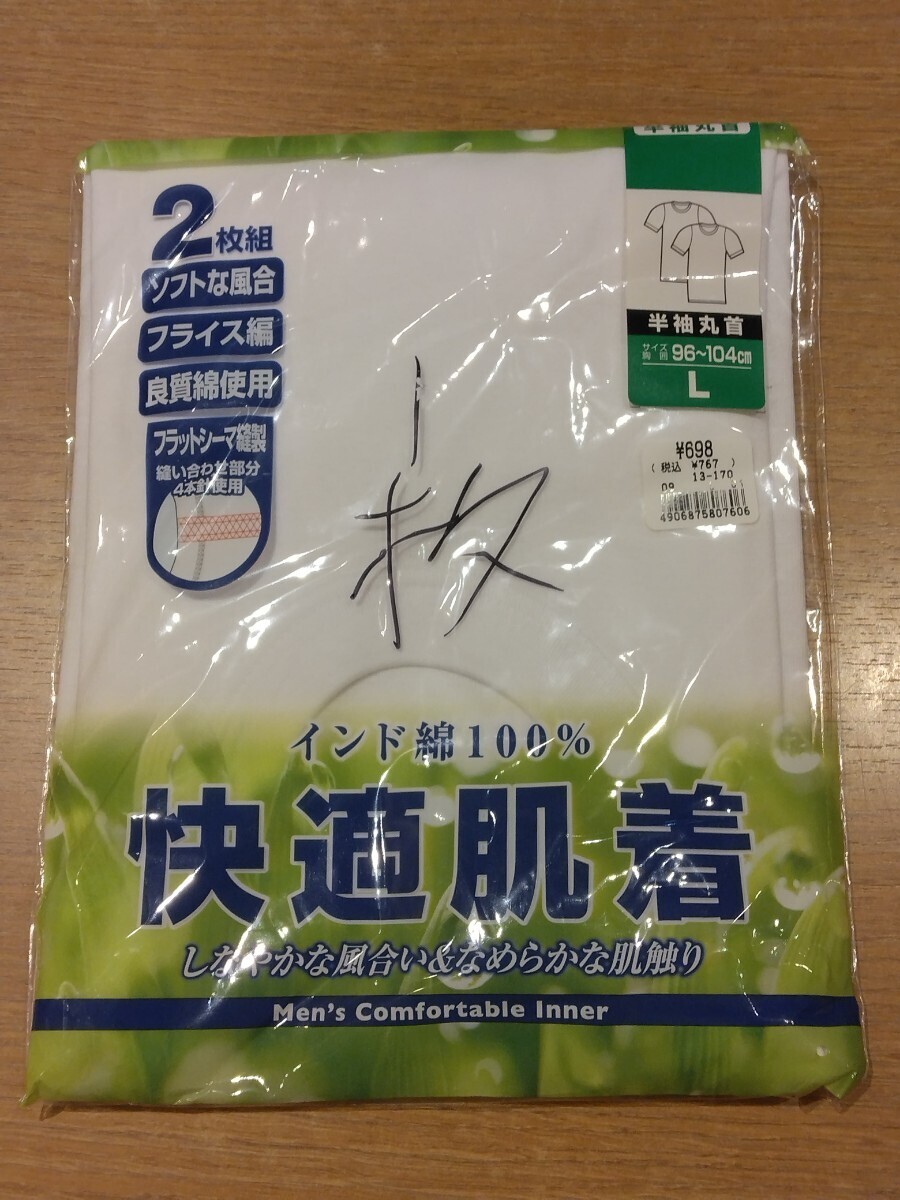 2枚組
ソフトな風合
フライス編
良質綿使用
フラットシーマ縫製
縫い合わせ部分
4本針使用
半袖丸首
半袖丸首
サイズ
胸囲 96~104cm
L
¥698
(税込 ¥767)
13-170
09
4906875807606
1枚
インド綿100%
快適肌着
しなやかな風合い&なめらかな肌触り
Men's Comfortable Inner